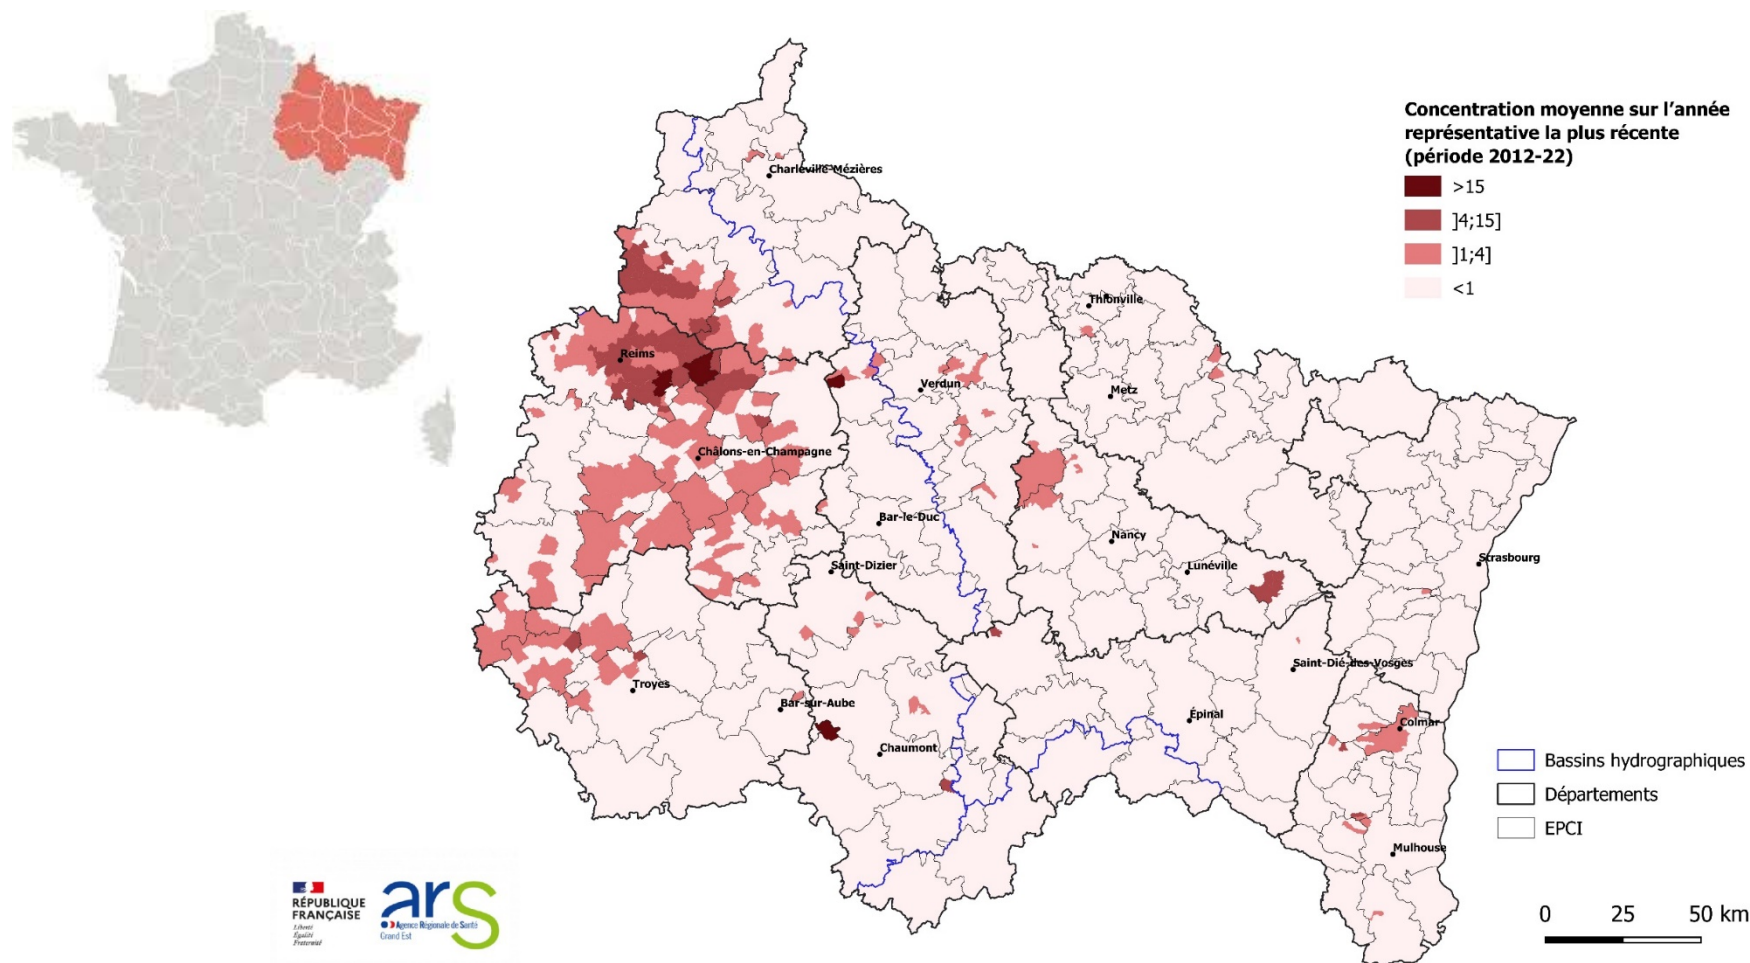 Concentration moyenne sur l'année
représentative la plus récente
(période 2012-22)
>15
]4;15]
]1;4]
<1
Charleville-Mézières
Thionville
Reims
Verdun
Metz
Châlons-en-Champagne
Bar-le-Duc
Nancy
Strasbourg
Saint-Dizier
Lunéville
Saint-Dié-des-Vosges
Troyes
Bar-sur-Aube
Épinal
Colmar
Chaumont
Mulhouse
Bassins hydrographiques
Départements
EPCI
0 25 50 km
RÉPUBLIQUE
FRANÇAISE
Liberté
Égalité
Fraternité
ars
Agence Régionale de Santé
Grand Est